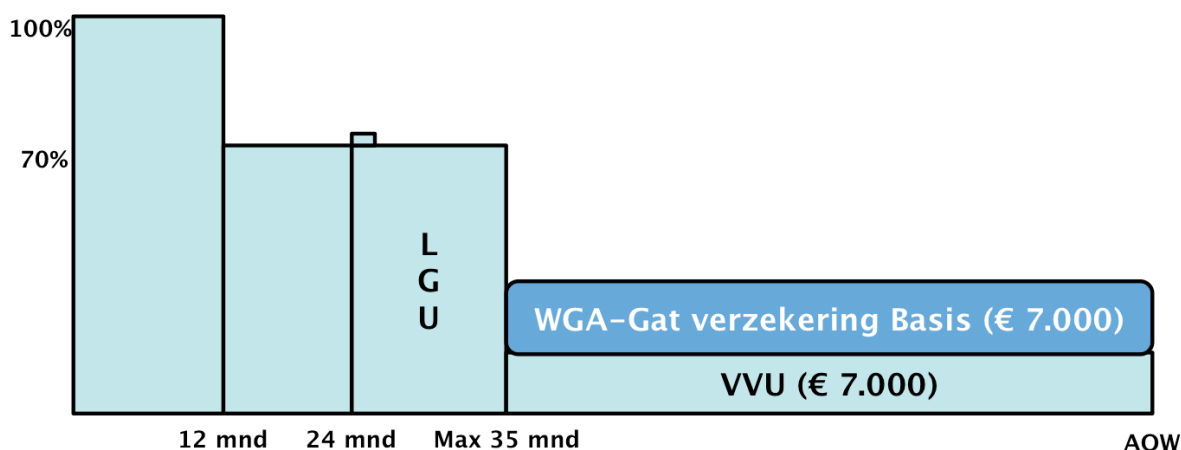 100%
70%
L
G
U
WGA-Gat verzekering Basis (€ 7.000)
VVU (€ 7.000)
12 mnd
24 mnd
Max 35 mnd
AOW